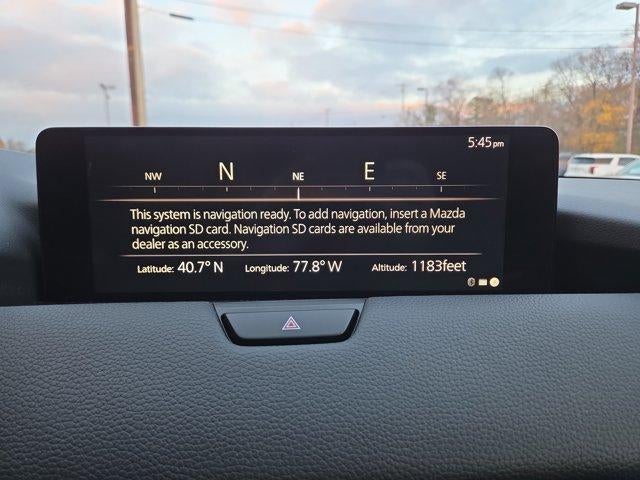 5:45pm
NW N NE E SE
This system is navigation ready. To add navigation, insert a Mazda
navigation SD card. Navigation SD cards are available from your
dealer as an accessory.
Latitude: 40.7° N Longitude: 77.8° W Altitude: 1183feet